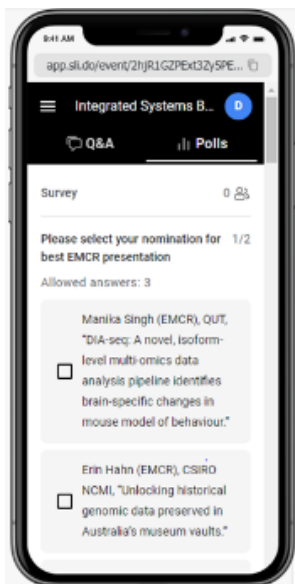 9:41 AM
app.sli.do/event/2hjR1GZPExt3Zy5PE...
Integrated Systems B... D
Q&A Polls
Survey 0
Please select your nomination for 1/2
best EMCR presentation
Allowed answers: 3
Manika Singh (EMCR), QUT,
"DIA-seq: A novel, isoform-
level multi-omics data
analysis pipeline identifies
brain-specific changes in
mouse model of behaviour."
Erin Hahn (EMCR), CSIRO
NCMI, "Unlocking historical
genomic data preserved in
Australia's museum vaults."